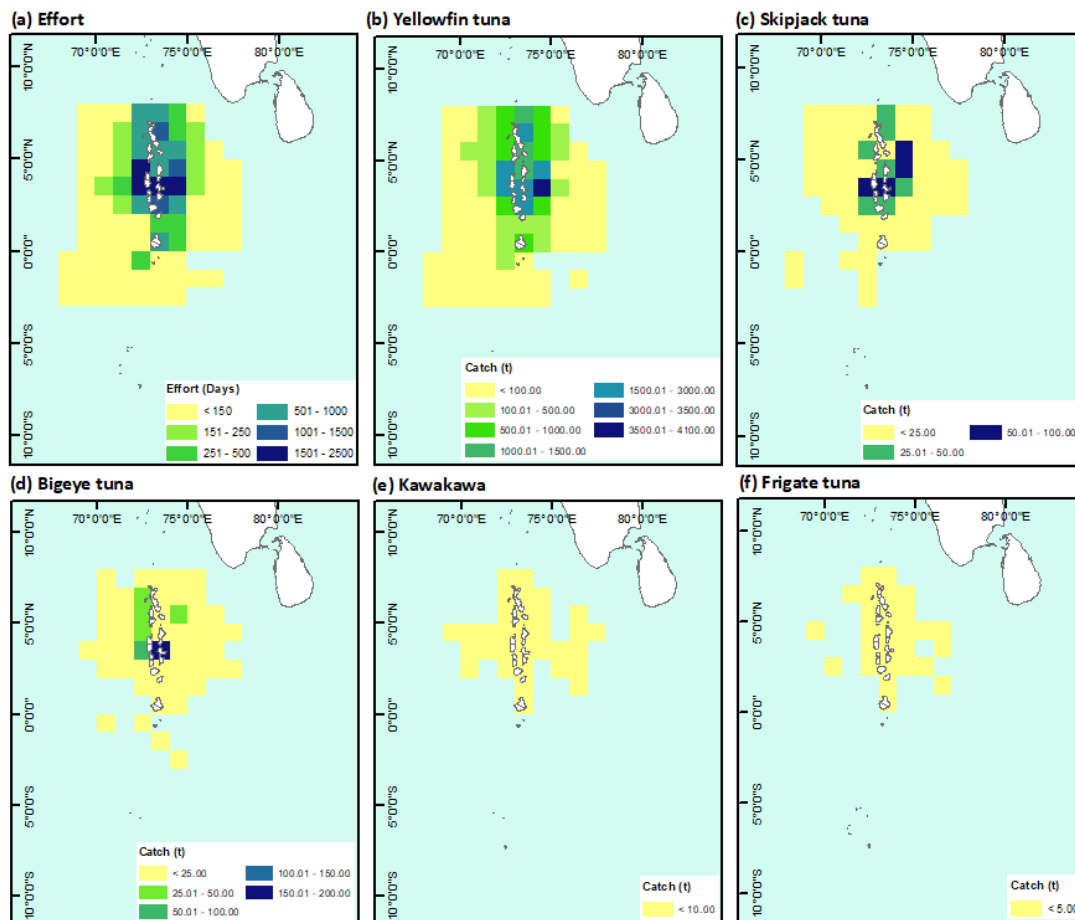 (a) Effort
70°0'0"E 75°0'0"E 80°0'0"E
10°0'0"N
5°0'0"N
0°0'0"
5°0'0"S
10°0'0"S
Effort (Days)
< 150
151 - 250
251 - 500
501 - 1000
1001 - 1500
1501 - 2500
(b) Yellowfin tuna
70°0'0"E 75°0'0"E 80°0'0"E
10°0'0"N
5°0'0"N
0°0'0"
5°0'0"S
10°0'0"S
Catch (t)
< 100.00
100.01 - 500.00
500.01 - 1000.00
1000.01 - 1500.00
1500.01 - 3000.00
3000.01 - 3500.00
3500.01 - 4100.00
(c) Skipjack tuna
70°0'0"E 75°0'0"E 80°0'0"E
10°0'0"N
5°0'0"N
0°0'0"
5°0'0"S
10°0'0"S
Catch (t)
< 25.00
25.01 - 50.00
50.01 - 100.00
(d) Bigeye tuna
70°0'0"E 75°0'0"E 80°0'0"E
10°0'0"N
5°0'0"N
0°0'0"
5°0'0"S
10°0'0"S
Catch (t)
< 25.00
25.01 - 50.00
50.01 - 100.00
100.01 - 150.00
150.01 - 200.00
(e) Kawakawa
70°0'0"E 75°0'0"E 80°0'0"E
10°0'0"N
5°0'0"N
0°0'0"
5°0'0"S
10°0'0"S
Catch (t)
< 10.00
(f) Frigate tuna
70°0'0"E 75°0'0"E 80°0'0"E
10°0'0"N
5°0'0"N
0°0'0"
5°0'0"S
10°0'0"S
Catch (t)
< 5.00